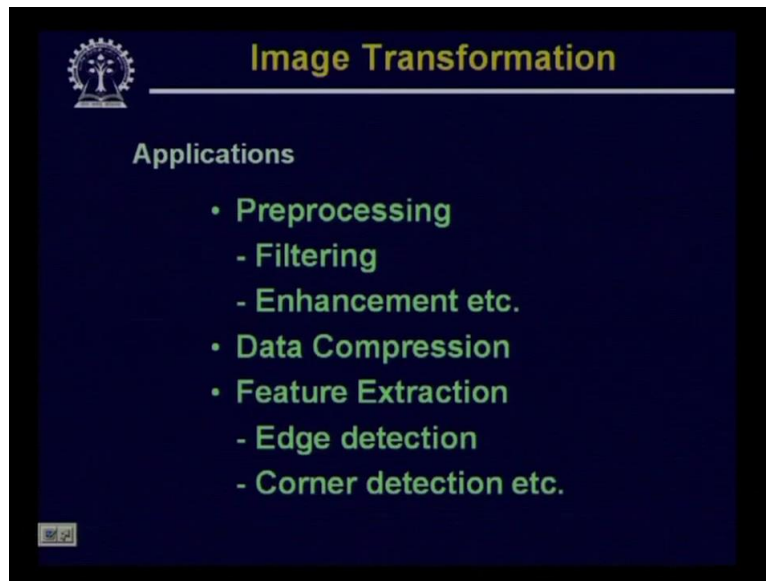 Image Transformation
Applications
• Preprocessing
- Filtering
- Enhancement etc.
• Data Compression
• Feature Extraction
- Edge detection
- Corner detection etc.